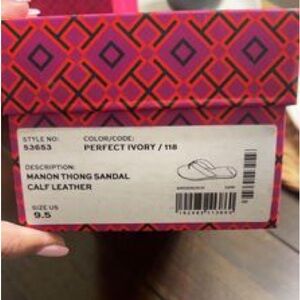 STYLE NO: COLOR/CODE:
53653 PERFECT IVORY / 118
DESCRIPTION:
MANON THONG SANDAL
CALF LEATHER
SIZE US
9.5